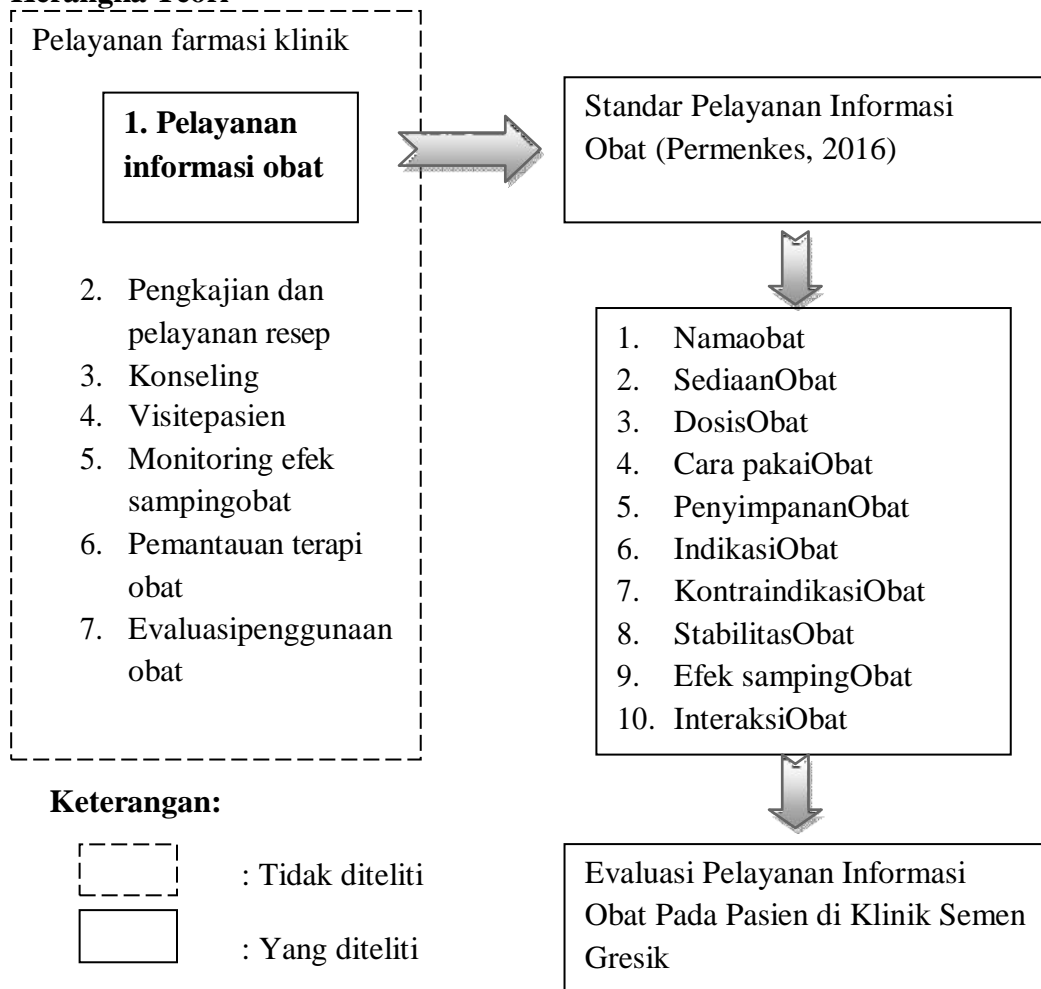 Kerangka Teori
Pelayanan farmasi klinik
1. Pelayanan
informasi obat
2. Pengkajian dan
pelayanan resep
3. Konseling
4. Visitepasien
5. Monitoring efek
sampingobat
6. Pemantauan terapi
obat
7. Evaluasipenggunaan
obat
Standar Pelayanan Informasi
Obat (Permenkes, 2016)
1. Namaobat
2. SediaanObat
3. DosisObat
4. Cara pakaiObat
5. PenyimpananObat
6. IndikasiObat
7. KontraindikasiObat
8. StabilitasObat
9. Efek sampingObat
10. InteraksiObat
Evaluasi Pelayanan Informasi
Obat Pada Pasien di Klinik Semen
Gresik
Keterangan:
: Tidak diteliti
: Yang diteliti